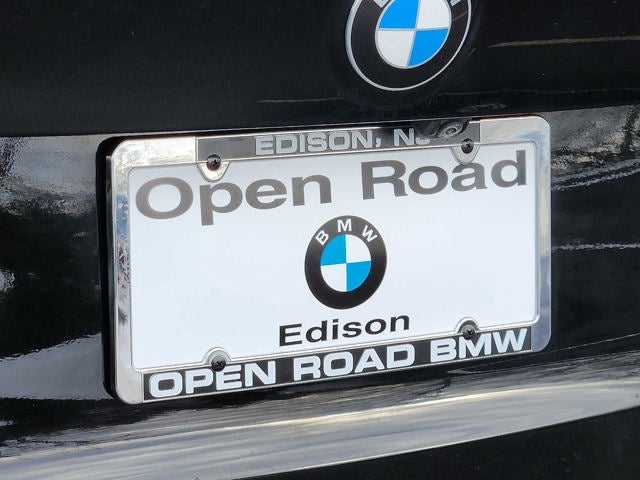 BMW
EDISON, NJ
Open Road
BMW
Edison
OPEN ROAD BMW